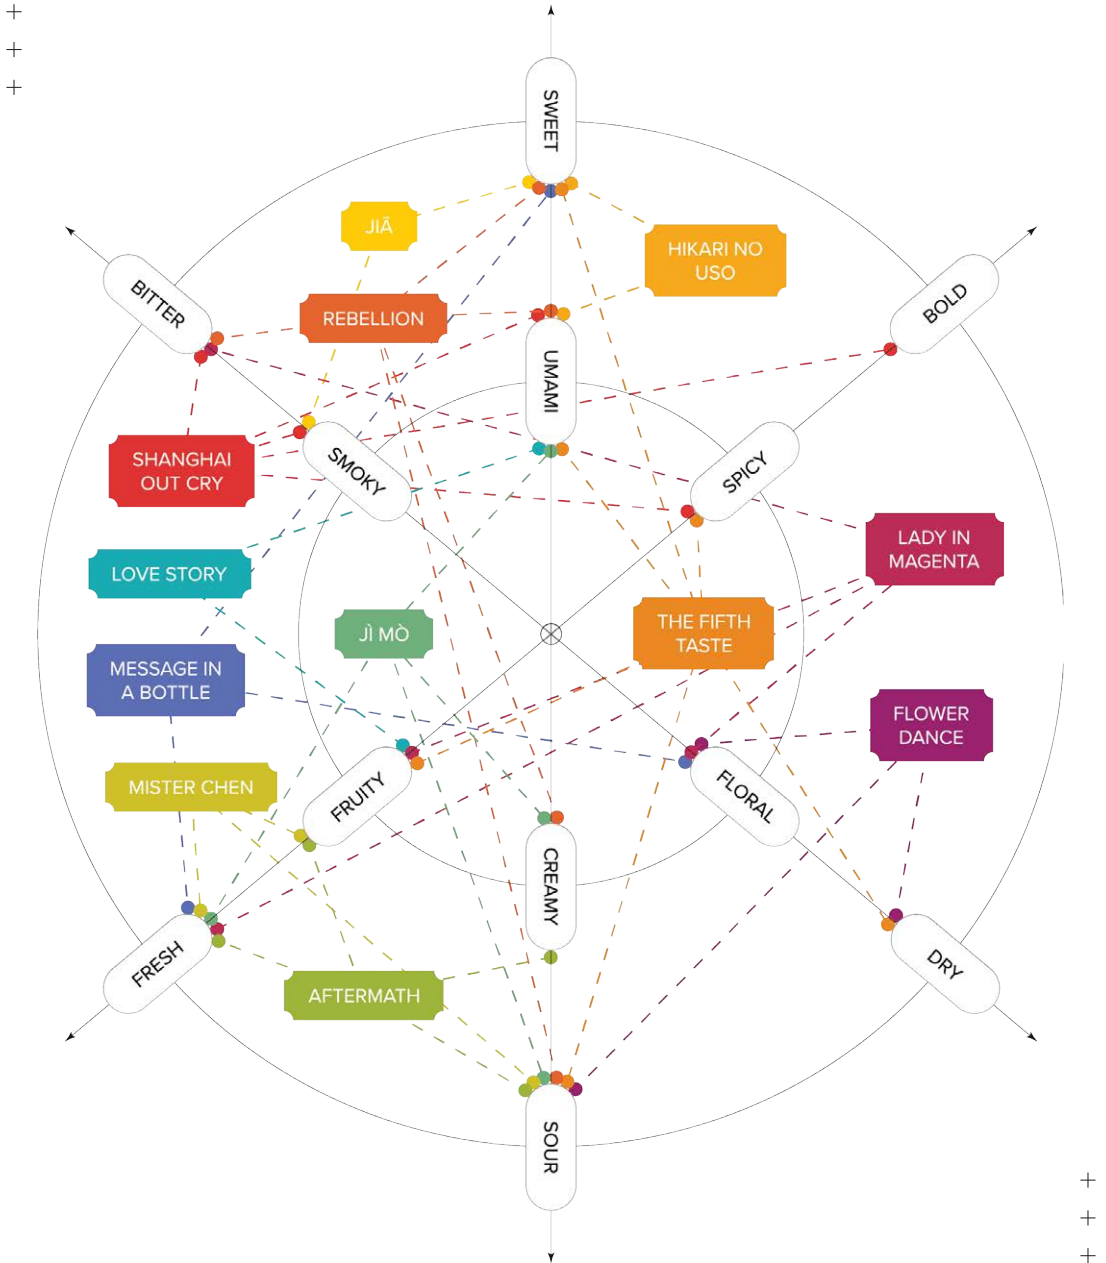 SWEET
JIĀ
HIKARI NO
USO
BITTER
BOLD
REBELLION
UMAMI
SHANGHAI
OUT CRY
SMOKY
SPICY
LADY IN
MAGENTA
LOVE STORY
JÌ MÒ
THE FIFTH
TASTE
MESSAGE IN
A BOTTLE
FLOWER
DANCE
MISTER CHEN
FRUITY
FLORAL
CREAMY
FRESH
DRY
AFTERMATH
SOUR